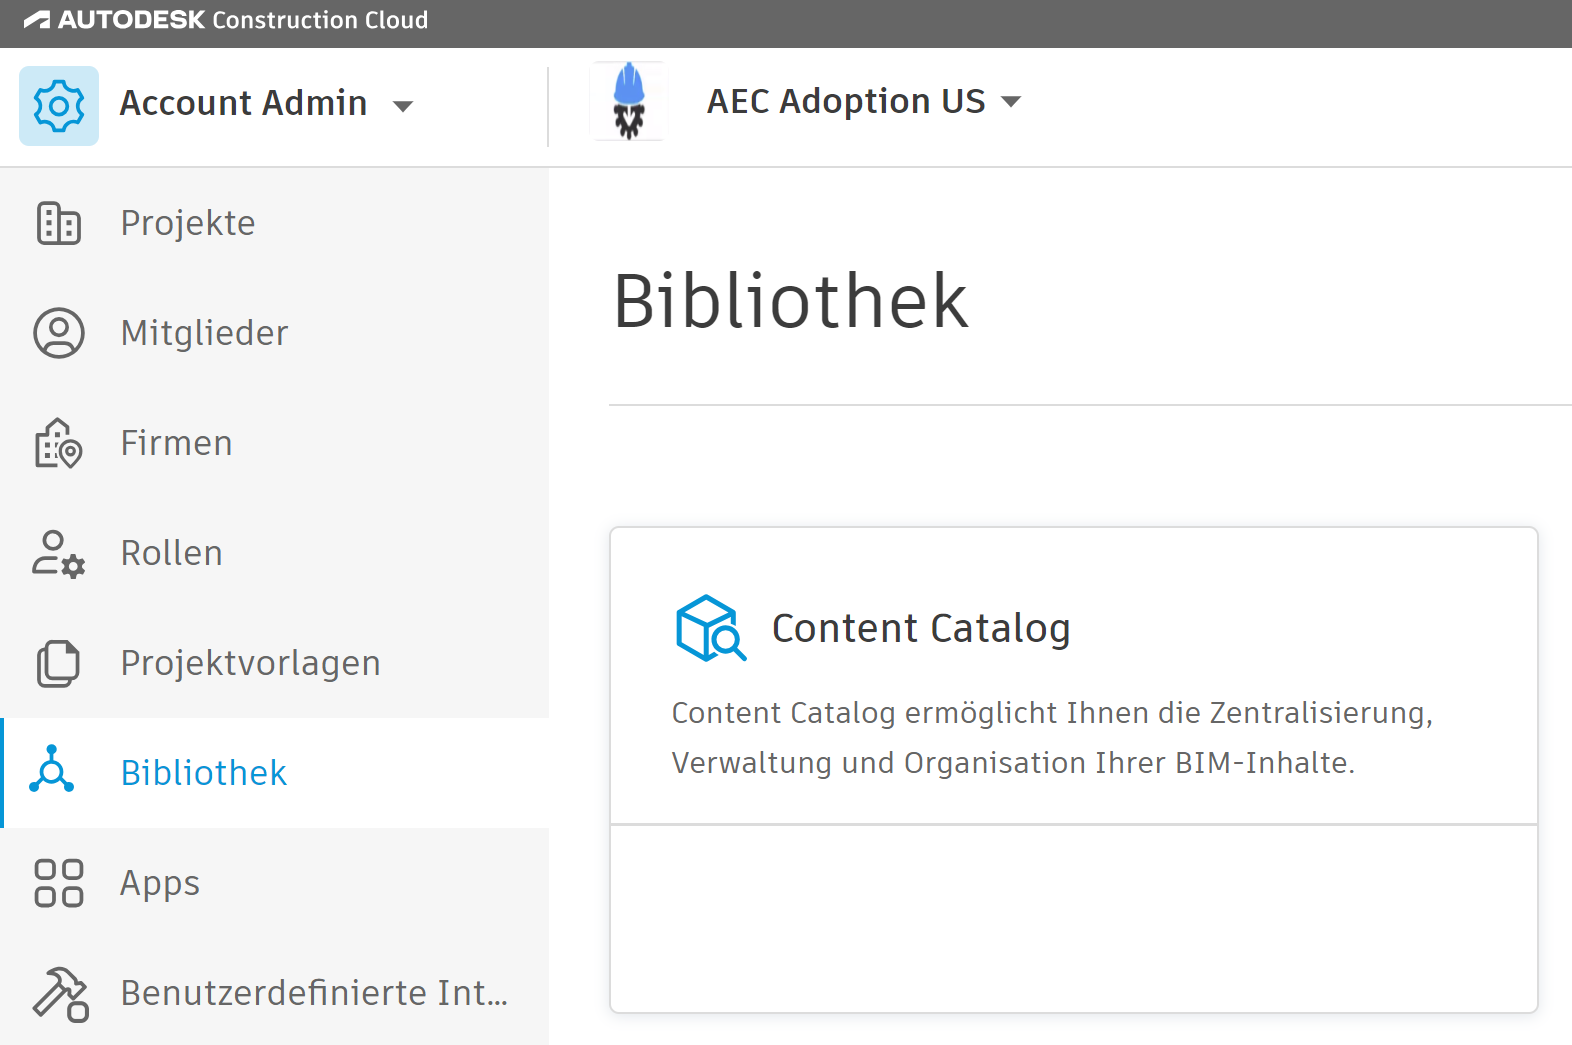 AUTODESK Construction Cloud
Account Admin
AEC Adoption US
Projekte
Mitglieder
Firmen
Rollen
Projektvorlagen
Bibliothek
Apps
Benutzerdefinierte Int...
Bibliothek
Content Catalog
Content Catalog ermöglicht Ihnen die Zentralisierung,
Verwaltung und Organisation Ihrer BIM-Inhalte.